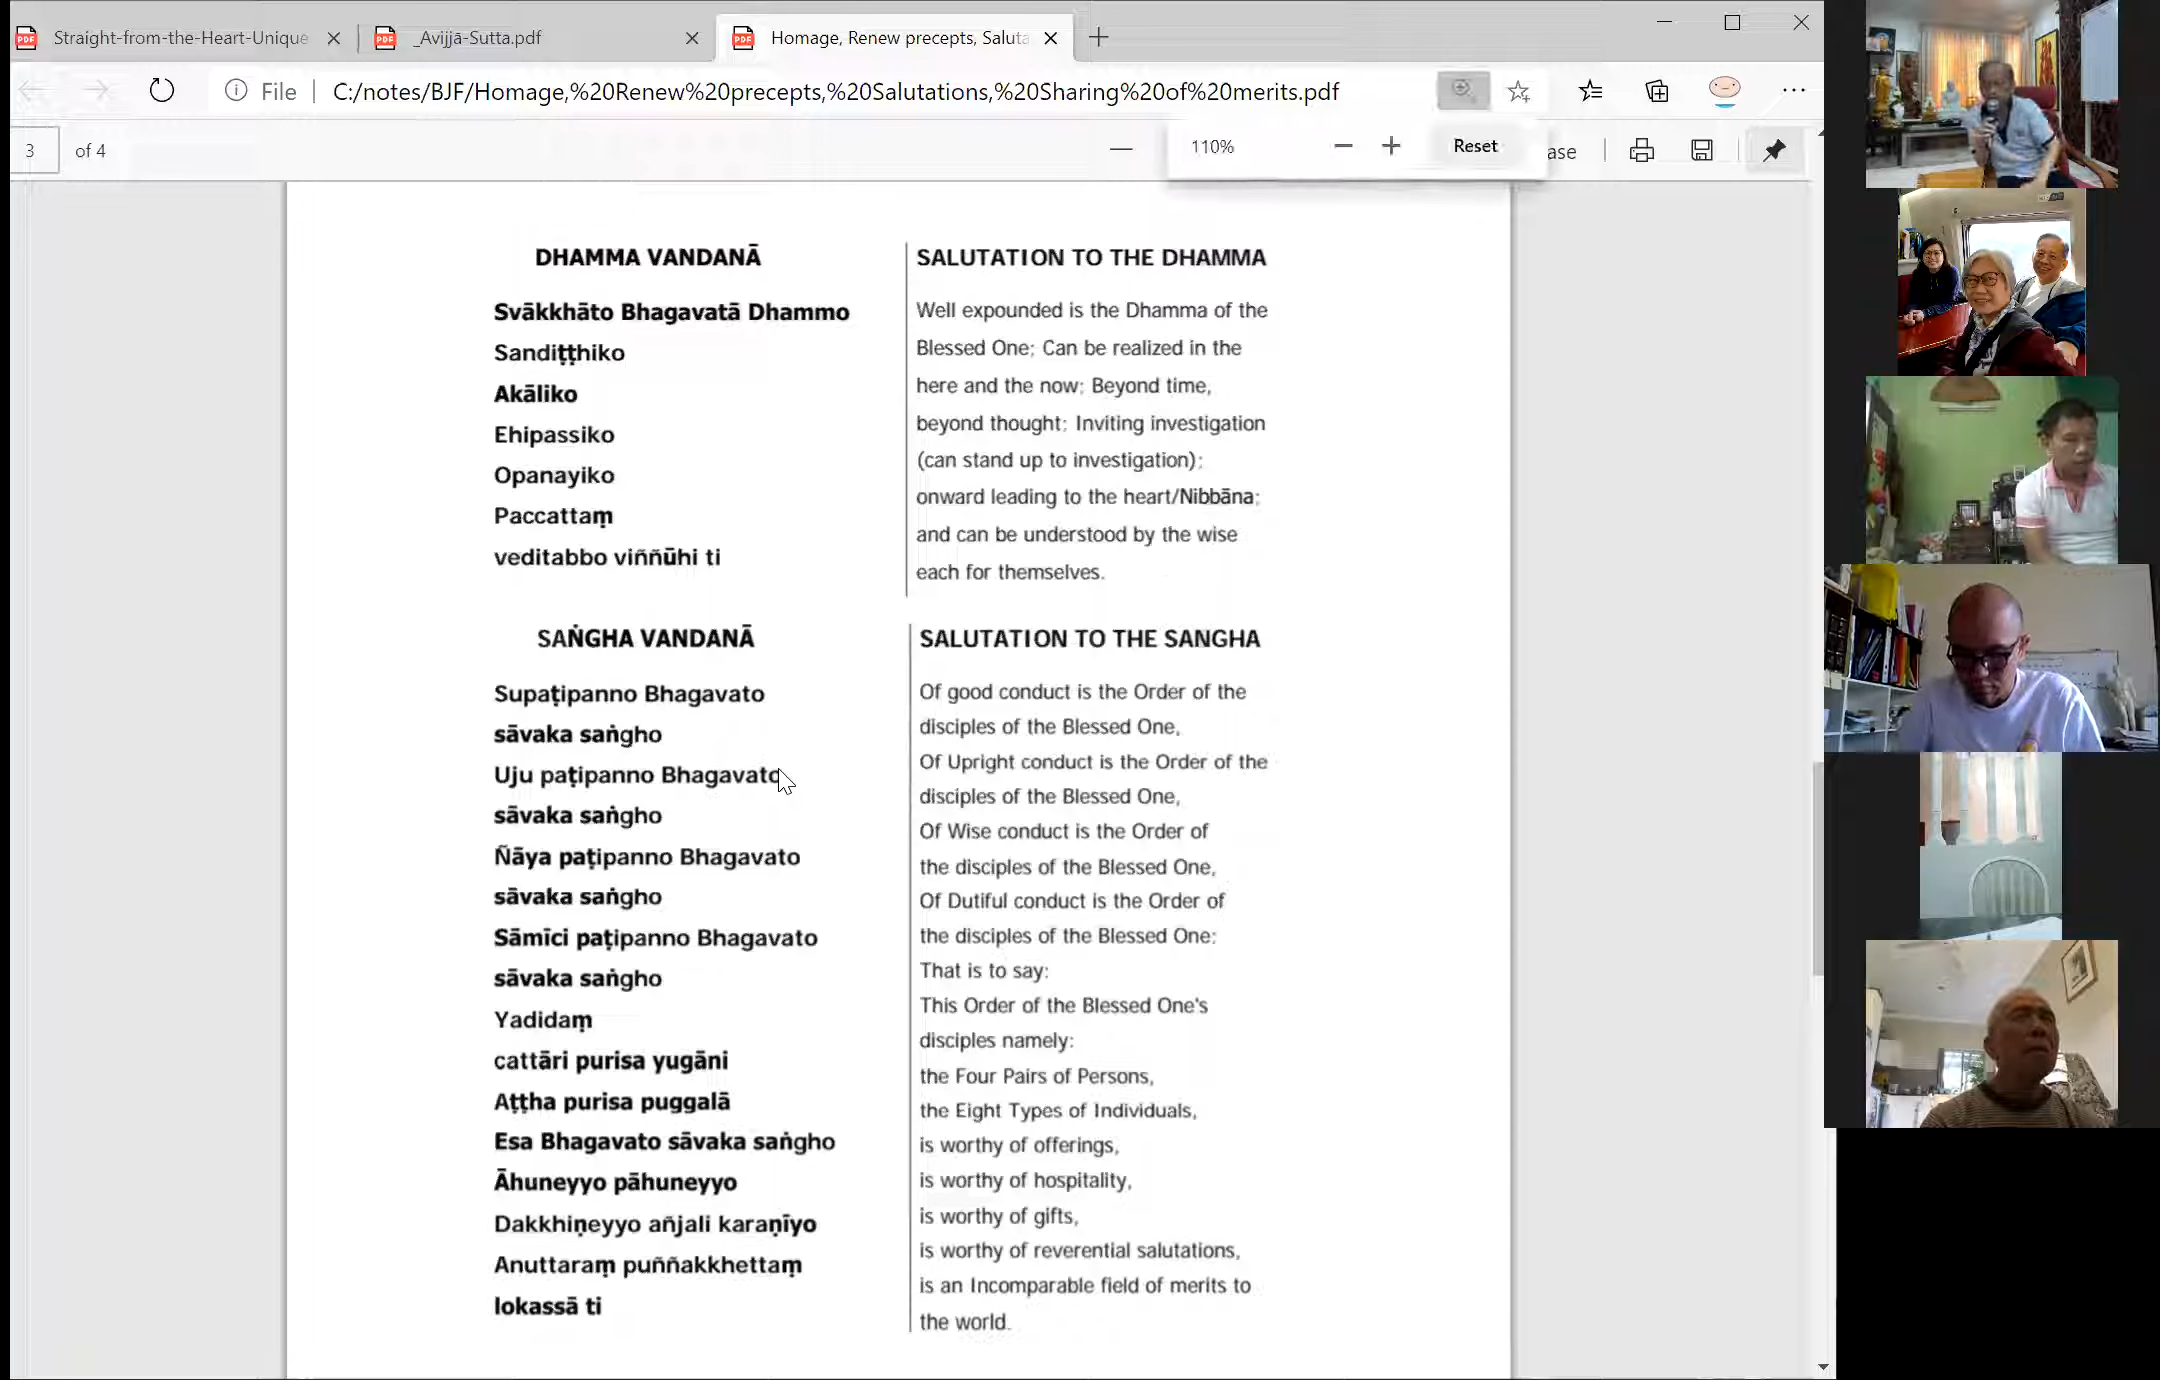 Straight-from-the-Heart-Unique
_Avijjā-Sutta.pdf
Homage, Renew precepts, Saluta
File
C:/notes/BJF/Homage,%20Renew%20precepts,%20Salutations,%20Sharing%20of%20merits.pdf
3 of 4
110%
Reset
ase
DHAMMA VANDANĀ
Svākkhāto Bhagavatā Dhammo
Sandiṭṭhiko
Akāliko
Ehipassiko
Opanayiko
Paccattaṃ
veditabbo viññūhi ti
SALUTATION TO THE DHAMMA
Well expounded is the Dhamma of the
Blessed One; Can be realized in the
here and the now; Beyond time,
beyond thought; Inviting investigation
(can stand up to investigation);
onward leading to the heart/Nibbāna;
and can be understood by the wise
each for themselves.
SAṄGHA VANDANĀ
Supaṭipanno Bhagavato
sāvaka saṅgho
Uju paṭipanno Bhagavato
sāvaka saṅgho
Ñāya paṭipanno Bhagavato
sāvaka saṅgho
Sāmīci paṭipanno Bhagavato
sāvaka saṅgho
Yadidaṃ
cattāri purisa yugāni
Aṭṭha purisa puggalā
Esa Bhagavato sāvaka saṅgho
Āhuneyyo pāhuneyyo
Dakkhiṇeyyo añjali karaṇīyo
Anuttaraṃ puññakkhettaṃ
lokassā ti
SALUTATION TO THE SANGHA
Of good conduct is the Order of the
disciples of the Blessed One,
Of Upright conduct is the Order of the
disciples of the Blessed One,
Of Wise conduct is the Order of
the disciples of the Blessed One,
Of Dutiful conduct is the Order of
the disciples of the Blessed One:
That is to say:
This Order of the Blessed One's
disciples namely:
the Four Pairs of Persons,
the Eight Types of Individuals,
is worthy of offerings,
is worthy of hospitality,
is worthy of gifts,
is worthy of reverential salutations,
is an Incomparable field of merits to
the world.